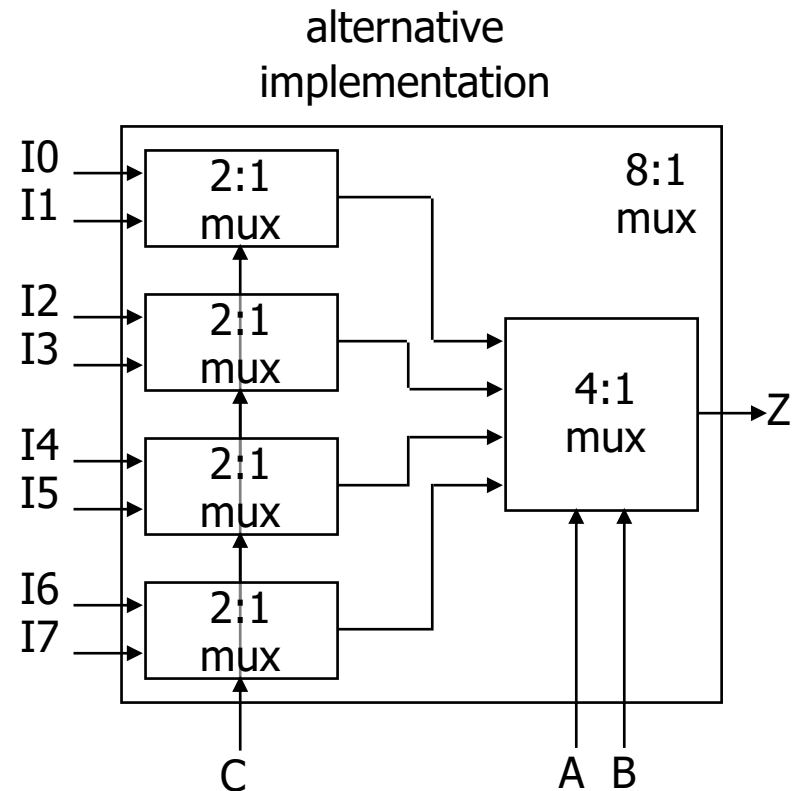 alternative
implementation
8:1
mux
I0
I1
2:1
mux
I2
I3
2:1
mux
I4
I5
2:1
mux
I6
I7
2:1
mux
4:1
mux
Z
C
A
B